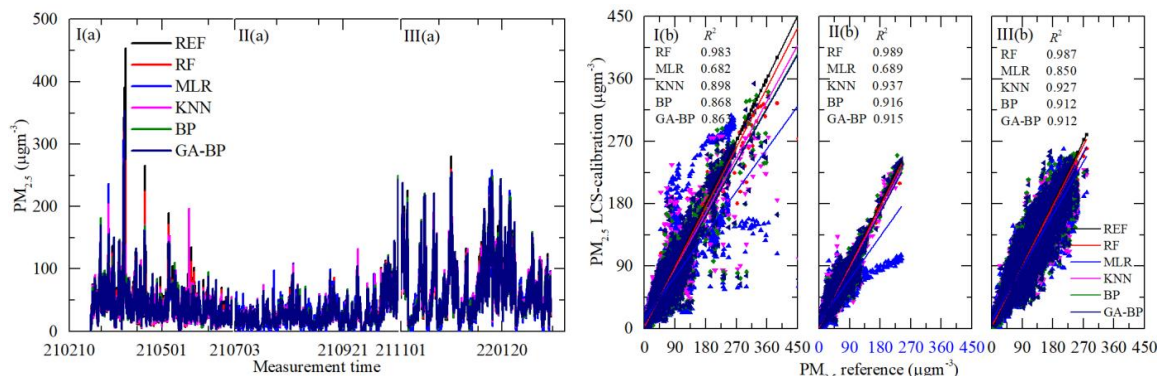 500
400
300
200
100
0
PM2.5 (μgm-3)
I(a)
II(a)
III(a)
REF
RF
MLR
KNN
BP
GA-BP
210210
210501
210703
210921
211101
220120
Measurement time
450
360
270
180
90
0
PM2.5 LCS-calibration (μgm-3)
I(b)
R2
RF 0.983
MLR 0.682
KNN 0.898
BP 0.868
GA-BP 0.863
II(b)
R2
RF 0.989
MLR 0.689
KNN 0.937
BP 0.916
GA-BP 0.915
III(b)
R2
RF 0.987
MLR 0.850
KNN 0.927
BP 0.912
GA-BP 0.912
REF
RF
MLR
KNN
BP
GA-BP
90 180 270 360 450
0 90 180 270 360 450
0 90 180 270 360 450
reference (μgm-3)